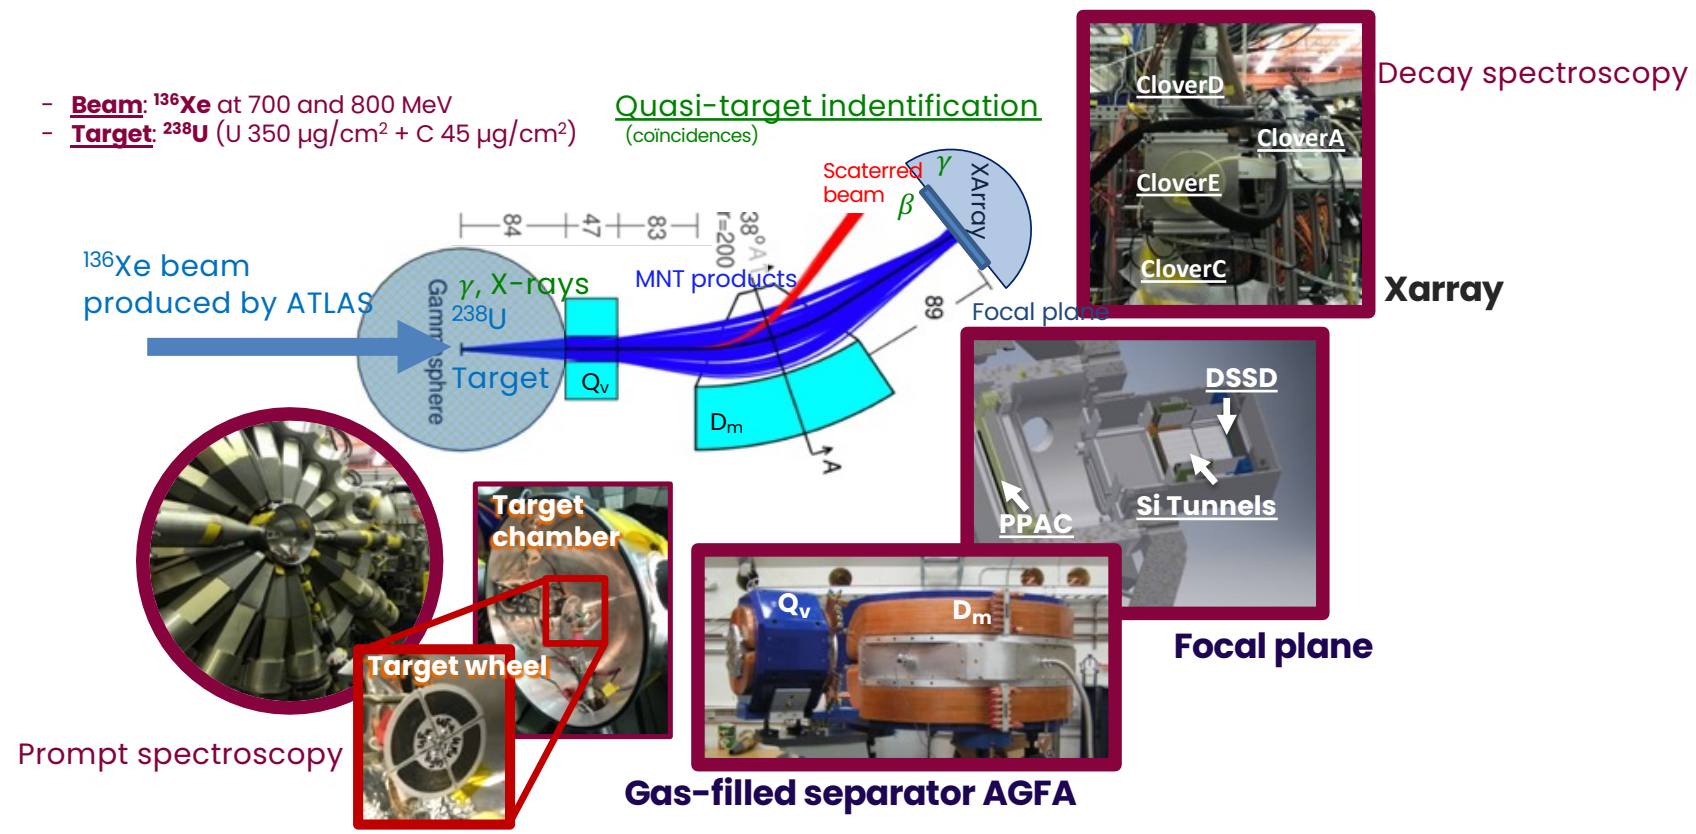 - Beam: ¹³⁶Xe at 700 and 800 MeV
- Target: ²³⁸U (U 350 µg/cm² + C 45 µg/cm²)
Quasi-target indentification
(coïncidences)
Scaterred
beam
γ
β
XArray
CloverD
CloverA
CloverE
CloverC
Decay spectroscopy
Xarray
84
47
83
38°
r=200
A
¹³⁶Xe beam
produced by ATLAS
Gammasphere
γ, X-rays
²³⁸U
Target
MNT products
89
Focal plane
Qᵥ
Dₘ
A
DSSD
Si Tunnels
PPAC
Focal plane
Target
chamber
Target wheel
Prompt spectroscopy
Qᵥ
Dₘ
Gas-filled separator AGFA